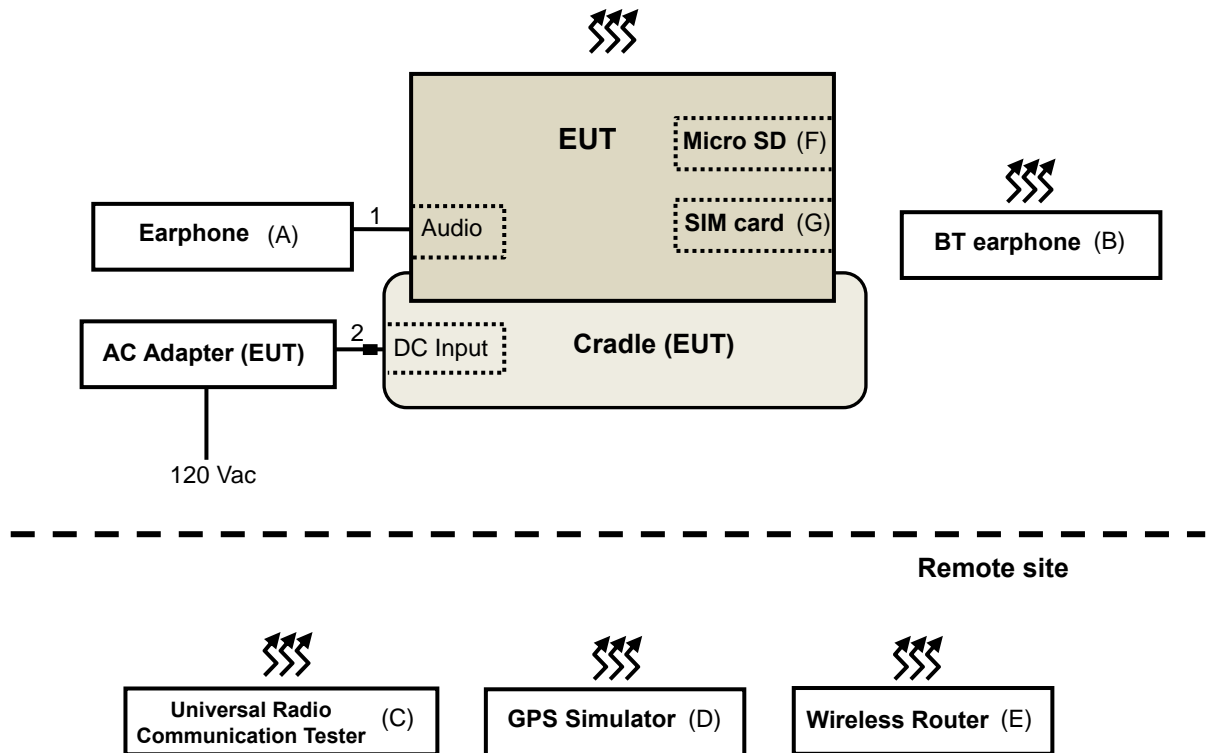 EUT
Micro SD (F)
1
Earphone (A)
Audio
SIM card (G)
BT earphone (B)
2
AC Adapter (EUT)
DC Input
Cradle (EUT)
120 Vac
Remote site
Universal Radio
Communication Tester
(C)
GPS Simulator (D)
Wireless Router (E)